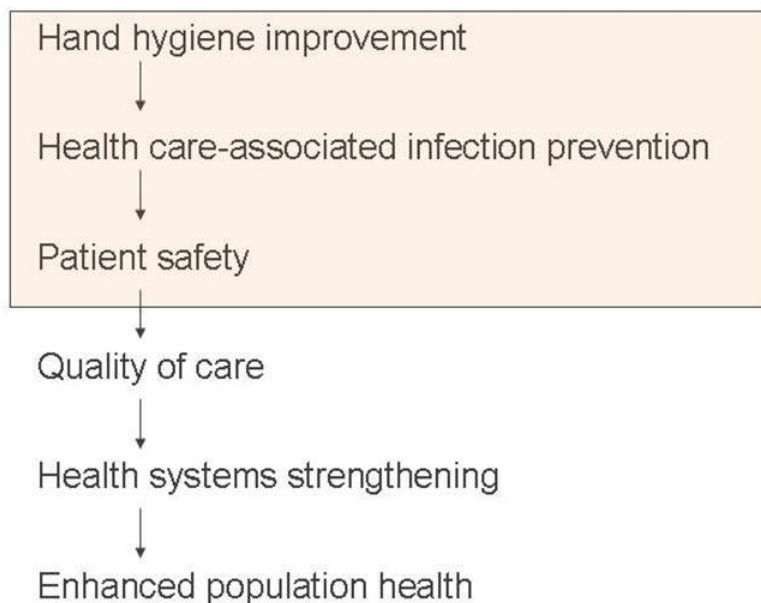 Hand hygiene improvement
Health care-associated infection prevention
Patient safety
Quality of care
Health systems strengthening
Enhanced population health